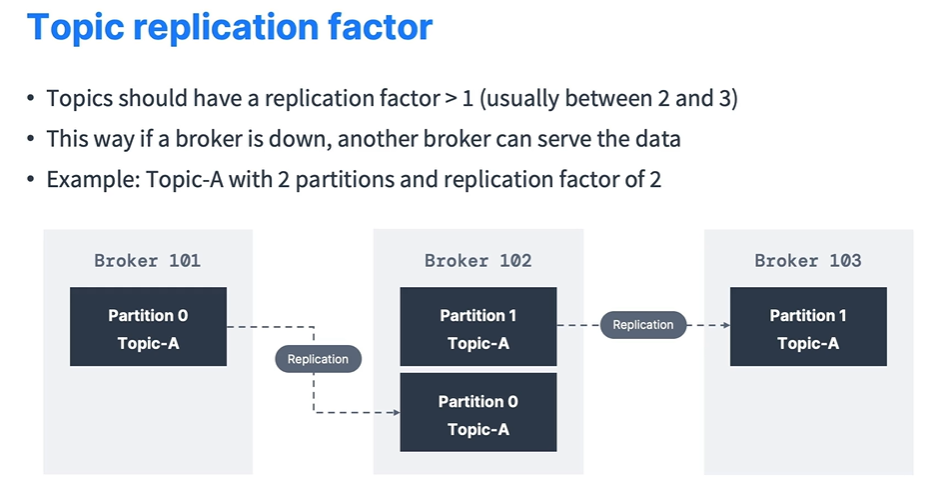 Topic replication factor
• Topics should have a replication factor > 1 (usually between 2 and 3)
• This way if a broker is down, another broker can serve the data
• Example: Topic-A with 2 partitions and replication factor of 2
Broker 101
Partition 0
Topic-A
Replication
Broker 102
Partition 1
Topic-A
Partition 0
Topic-A
Replication
Broker 103
Partition 1
Topic-A